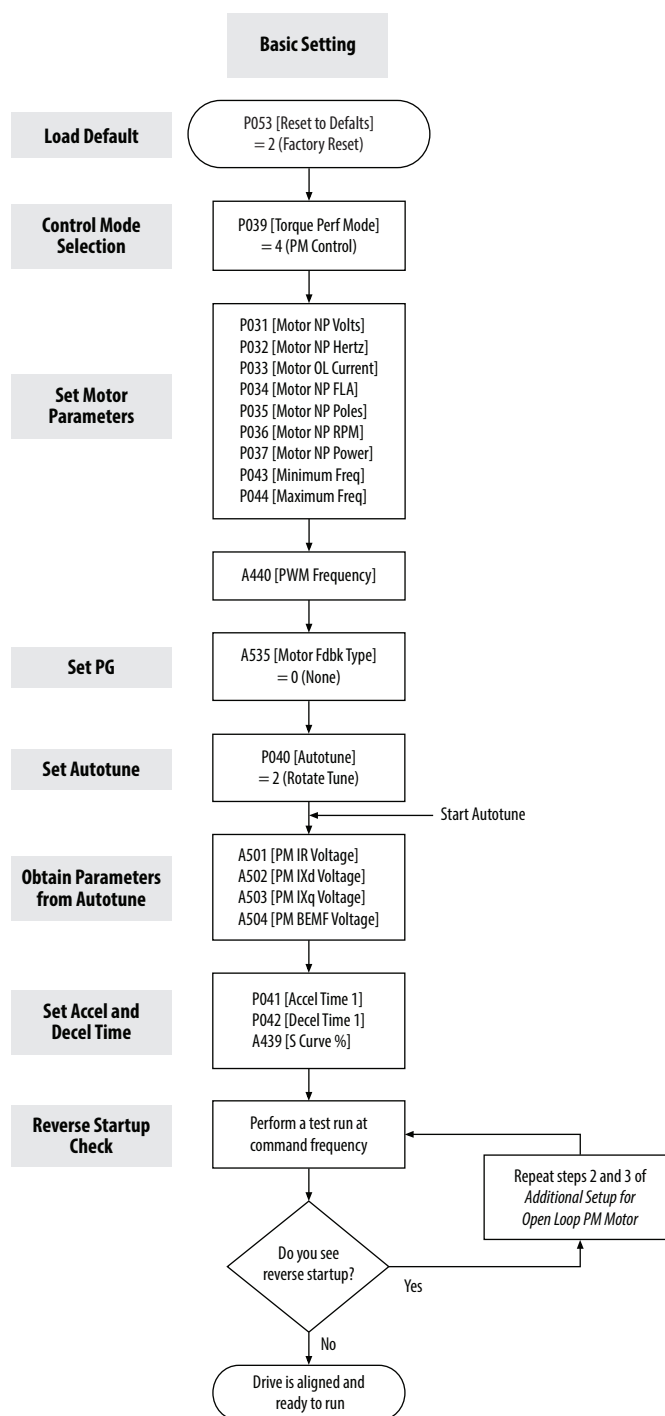 Basic Setting
Load Default
P053 [Reset to Defalts]
= 2 (Factory Reset)
Control Mode
Selection
P039 [Torque Perf Mode]
= 4 (PM Control)
Set Motor
Parameters
P031 [Motor NP Volts]
P032 [Motor NP Hertz]
P033 [Motor OL Current]
P034 [Motor NP FLA]
P035 [Motor NP Poles]
P036 [Motor NP RPM]
P037 [Motor NP Power]
P043 [Minimum Freq]
P044 [Maximum Freq]
A440 [PWM Frequency]
Set PG
A535 [Motor Fdbk Type]
= 0 (None)
Set Autotune
P040 [Autotune]
= 2 (Rotate Tune)
Start Autotune
Obtain Parameters
from Autotune
A501 [PM IR Voltage]
A502 [PM IXd Voltage]
A503 [PM IXq Voltage]
A504 [PM BEMF Voltage]
Set Accel and
Decel Time
P041 [Accel Time 1]
P042 [Decel Time 1]
A439 [S Curve %]
Reverse Startup
Check
Perform a test run at
command frequency
Repeat steps 2 and 3 of
Additional Setup for
Open Loop PM Motor
Do you see
reverse startup?
Yes
No
Drive is aligned and
ready to run